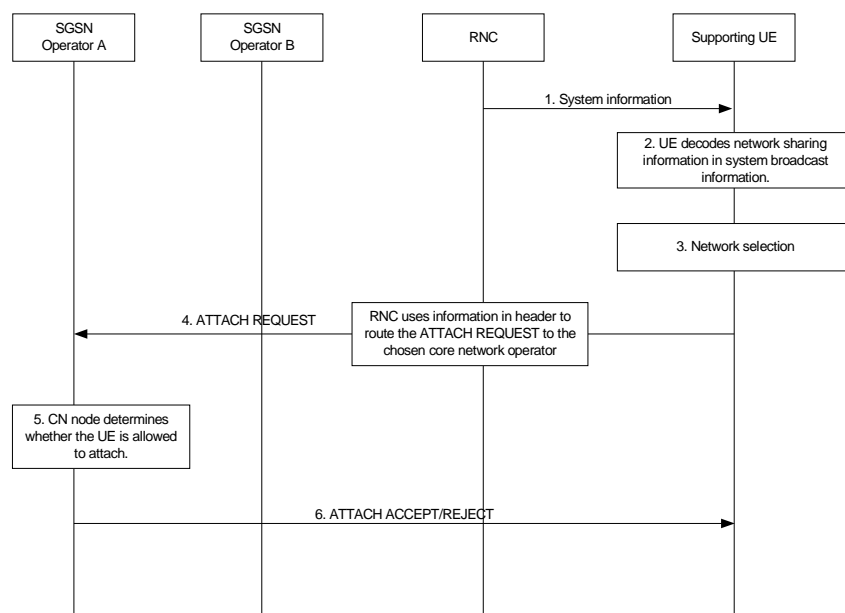 SGSN
Operator A
SGSN
Operator B
RNC
Supporting UE
1. System information
2. UE decodes network sharing
information in system broadcast
information.
3. Network selection
4. ATTACH REQUEST
RNC uses information in header to
route the ATTACH REQUEST to the
chosen core network operator
5. CN node determines
whether the UE is allowed
to attach.
6. ATTACH ACCEPT/REJECT